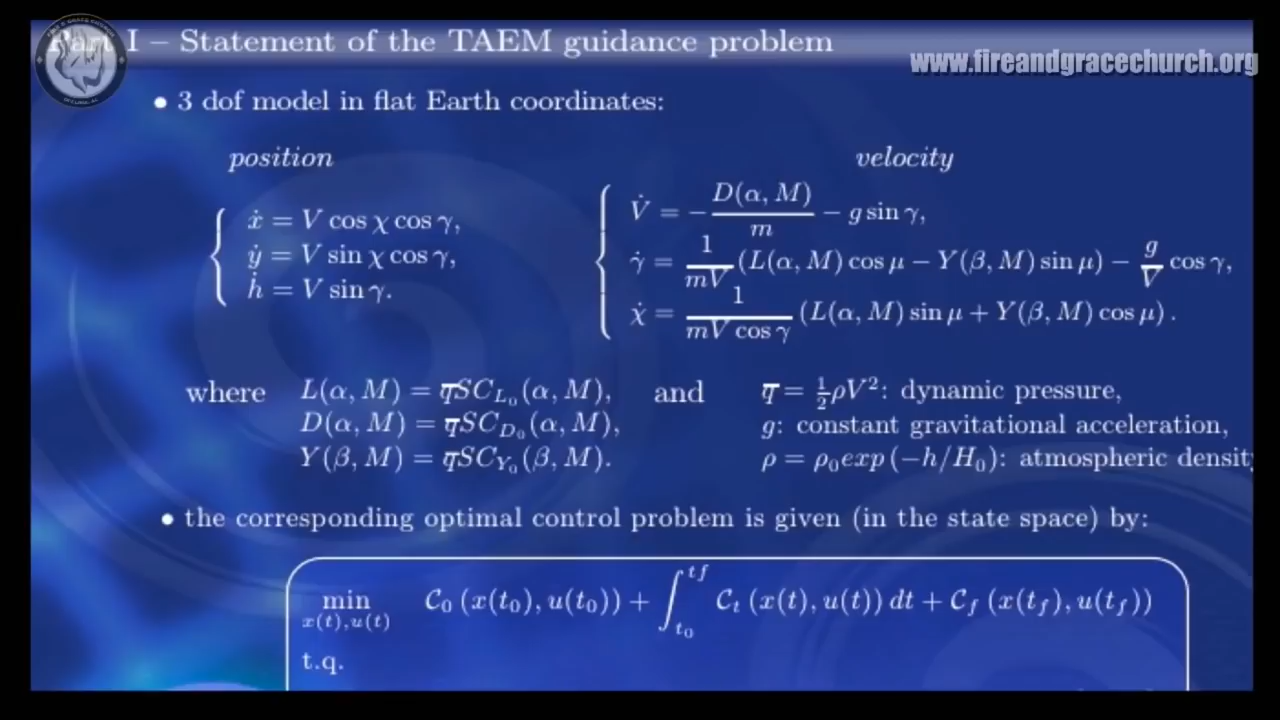 Part I – Statement of the TAEM guidance problem
www.fireandgracechurch.org
• 3 dof model in flat Earth coordinates:
position
velocity
ẋ = V cos χ cos γ,
ẏ = V sin χ cos γ,
ḣ = V sin γ.
V̇ = − D(α, M)/m − g sin γ,
γ̇ = 1/mV (L(α, M) cos μ − Y(β, M) sin μ) − g/V cos γ,
χ̇ = 1/(mV cos γ) (L(α, M) sin μ + Y(β, M) cos μ) .
where L(α, M) = q̅SC_{L_0}(α, M), and q̅ = ½ρV²: dynamic pressure,
D(α, M) = q̅SC_{D_0}(α, M), g: constant gravitational acceleration,
Y(β, M) = q̅SC_{Y_0}(β, M). ρ = ρ_0exp (−h/H_0): atmospheric density
• the corresponding optimal control problem is given (in the state space) by:
min_{x(t),u(t)} C_0 (x(t_0), u(t_0)) + ∫_{t_0}^{tf} C_t (x(t), u(t)) dt + C_f (x(t_f), u(t_f))
t.q.